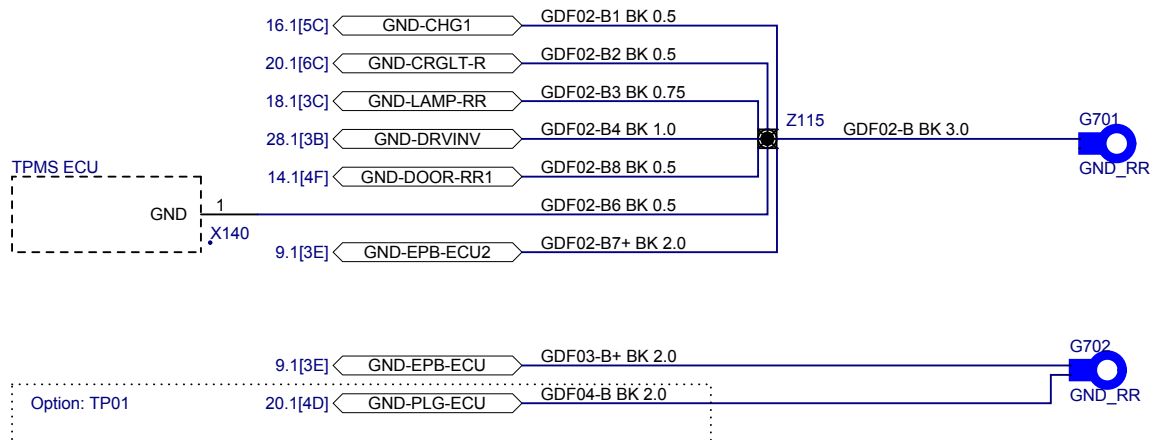 16.1[5C] GND-CHG1 GDF02-B1 BK 0.5
20.1[6C] GND-CRGLT-R GDF02-B2 BK 0.5
18.1[3C] GND-LAMP-RR GDF02-B3 BK 0.75
Z115
G701
28.1[3B] GND-DRVINV GDF02-B4 BK 1.0 GDF02-B BK 3.0
GND_RR
TPMS ECU
14.1[4F] GND-DOOR-RR1 GDF02-B8 BK 0.5
GND 1 GDF02-B6 BK 0.5
X140
9.1[3E] GND-EPB-ECU2 GDF02-B7+ BK 2.0
G702
9.1[3E] GND-EPB-ECU GDF03-B+ BK 2.0
GND_RR
Option: TP01 20.1[4D] GND-PLG-ECU GDF04-B BK 2.0